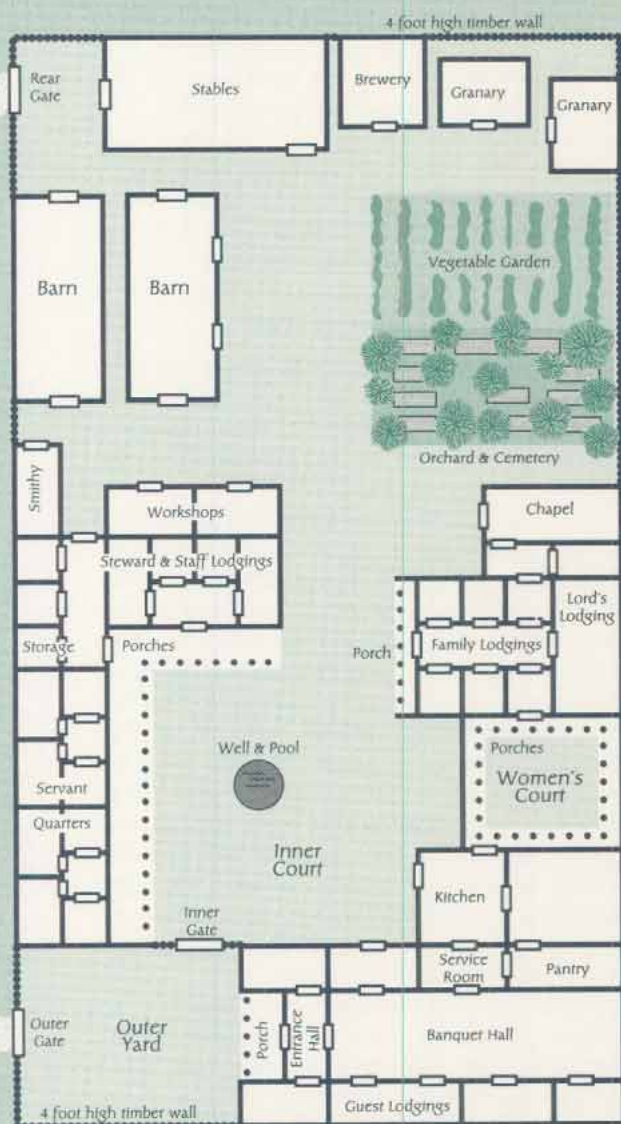 4 foot high timber wall
Rear
Gate
Stables
Brewery
Granary
Granary
Barn
Barn
Vegetable Garden
Orchard & Cemetery
Smithy
Workshops
Chapel
Steward & Staff Lodgings
Lord's
Lodging
Storage
Porches
Porch
Family Lodgings
Well & Pool
Porches
Women's
Court
Servant
Quarters
Inner
Court
Kitchen
Inner
Gate
Service
Room
Pantry
Outer
Gate
Outer
Yard
Porch
Entrance
Hall
Banquet Hall
Guest Lodgings
4 foot high timber wall